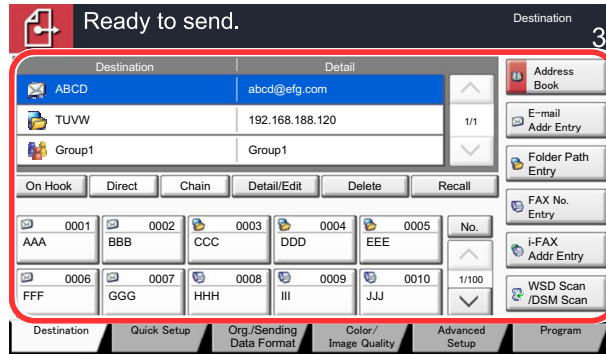 Ready to send.
Destination
3
Destination
Detail
ABCD
abcd@efg.com
TUVW
192.168.188.120
1/1
Group1
Group1
Address
Book
E-mail
Addr Entry
Folder Path
Entry
FAX No.
Entry
i-FAX
Addr Entry
WSD Scan
/DSM Scan
On Hook
Direct
Chain
Detail/Edit
Delete
Recall
0001
AAA
0002
BBB
0003
CCC
0004
DDD
0005
EEE
No.
0006
FFF
0007
GGG
0008
HHH
0009
III
0010
JJJ
1/100
Destination
Quick Setup
Org./Sending
Data Format
Color/
Image Quality
Advanced
Setup
Program